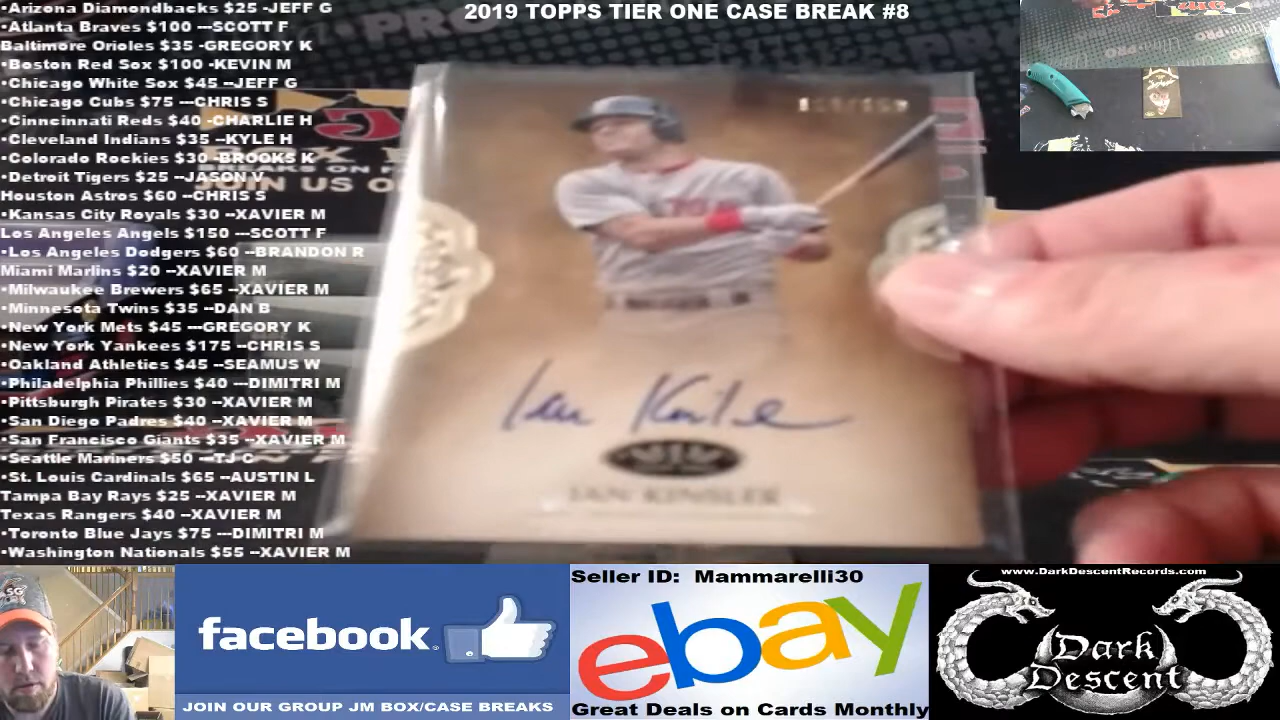 2019 TOPPS TIER ONE CASE BREAK #8
•Arizona Diamondbacks $25 -JEFF G
•Atlanta Braves $100 ---SCOTT F
Baltimore Orioles $35 -GREGORY K
•Boston Red Sox $100 -KEVIN M
•Chicago White Sox $45 --JEFF G
•Chicago Cubs $75 ---CHRIS S
•Cinncinnati Reds $40 -CHARLIE H
•Cleveland Indians $35 --KYLE H
•Colorado Rockies $30 -BROOKS K
•Detroit Tigers $25 --JASON V
Houston Astros $60 --CHRIS S
•Kansas City Royals $30 --XAVIER M
Los Angeles Angels $150 ---SCOTT F
•Los Angeles Dodgers $60 --BRANDON R
Miami Marlins $20 --XAVIER M
•Milwaukee Brewers $65 --XAVIER M
•Minnesota Twins $35 --DAN B
•New York Mets $45 ---GREGORY K
•New York Yankees $175 --CHRIS S
•Oakland Athletics $45 --SEAMUS W
•Philadelphia Phillies $40 ---DIMITRI M
•Pittsburgh Pirates $30 --XAVIER M
•San Diego Padres $40 --XAVIER M
•San Francisco Giants $35 --XAVIER M
•Seattle Mariners $50 ---TJ C
•St. Louis Cardinals $65 --AUSTIN L
Tampa Bay Rays $25 --XAVIER M
Texas Rangers $40 --XAVIER M
•Toronto Blue Jays $75 ---DIMITRI M
•Washington Nationals $55 --XAVIER M
JOIN US O
Ian Kinsler
IAN KINSLER
facebook
JOIN OUR GROUP JM BOX/CASE BREAKS
Seller ID: Mammarelli30
ebay
Great Deals on Cards Monthly
www.DarkDescentRecords.com
Dark
Descent